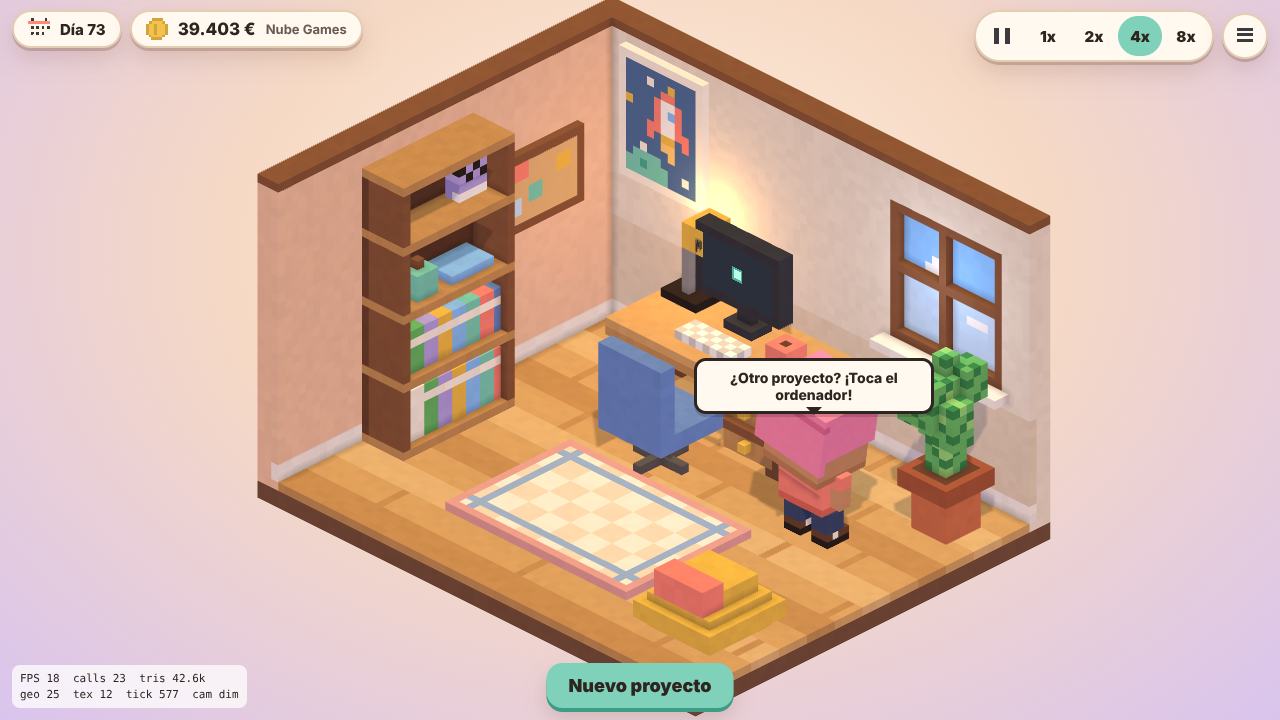 Día 73
39.403 € Nube Games
1x 2x 4x 8x
¿Otro proyecto? ¡Toca el
ordenador!
FPS 18 calls 23 tris 42.6k
geo 25 tex 12 tick 577 cam dim
Nuevo proyecto